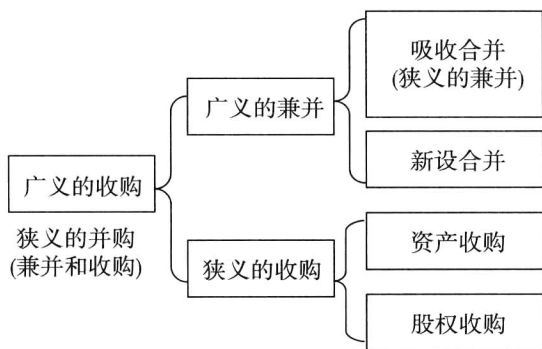 吸收合并
(狭义的兼并)
广义的兼并
新设合并
广义的收购
狭义的并购
(兼并和收购)
资产收购
狭义的收购
股权收购